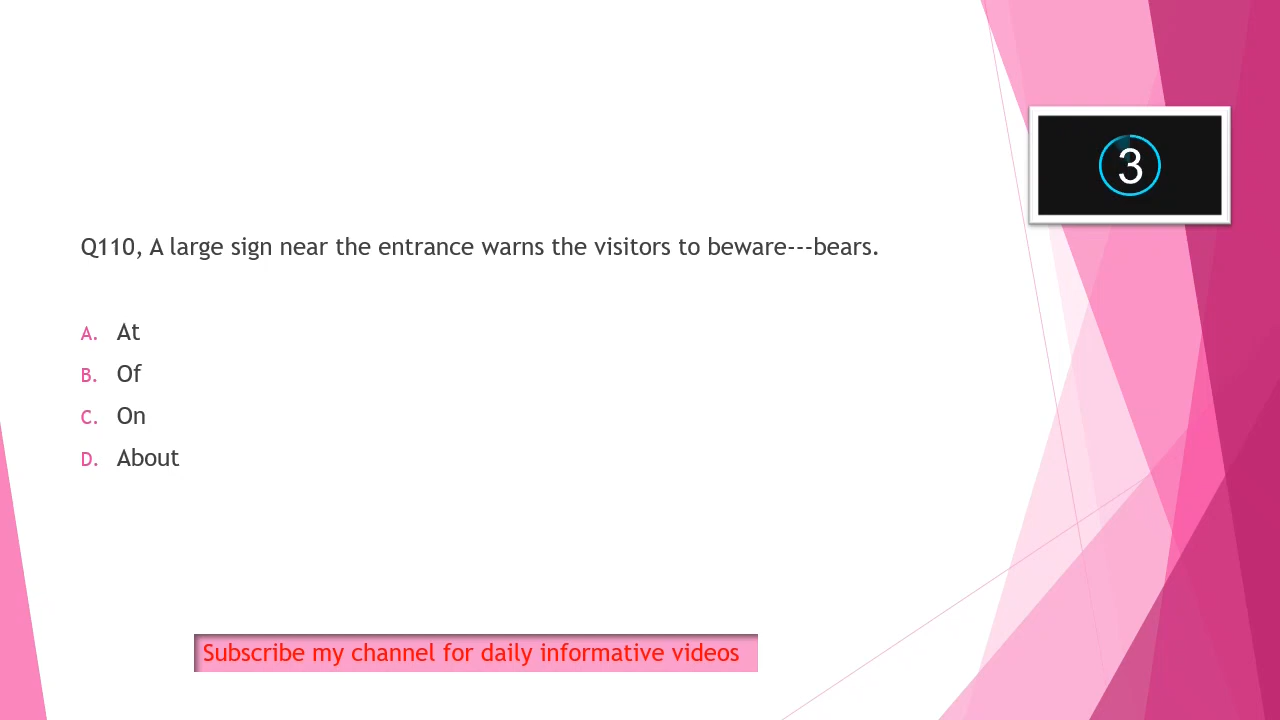 3
Q110, A large sign near the entrance warns the visitors to beware---bears.
A. At
B. Of
C. On
D. About
Subscribe my channel for daily informative videos